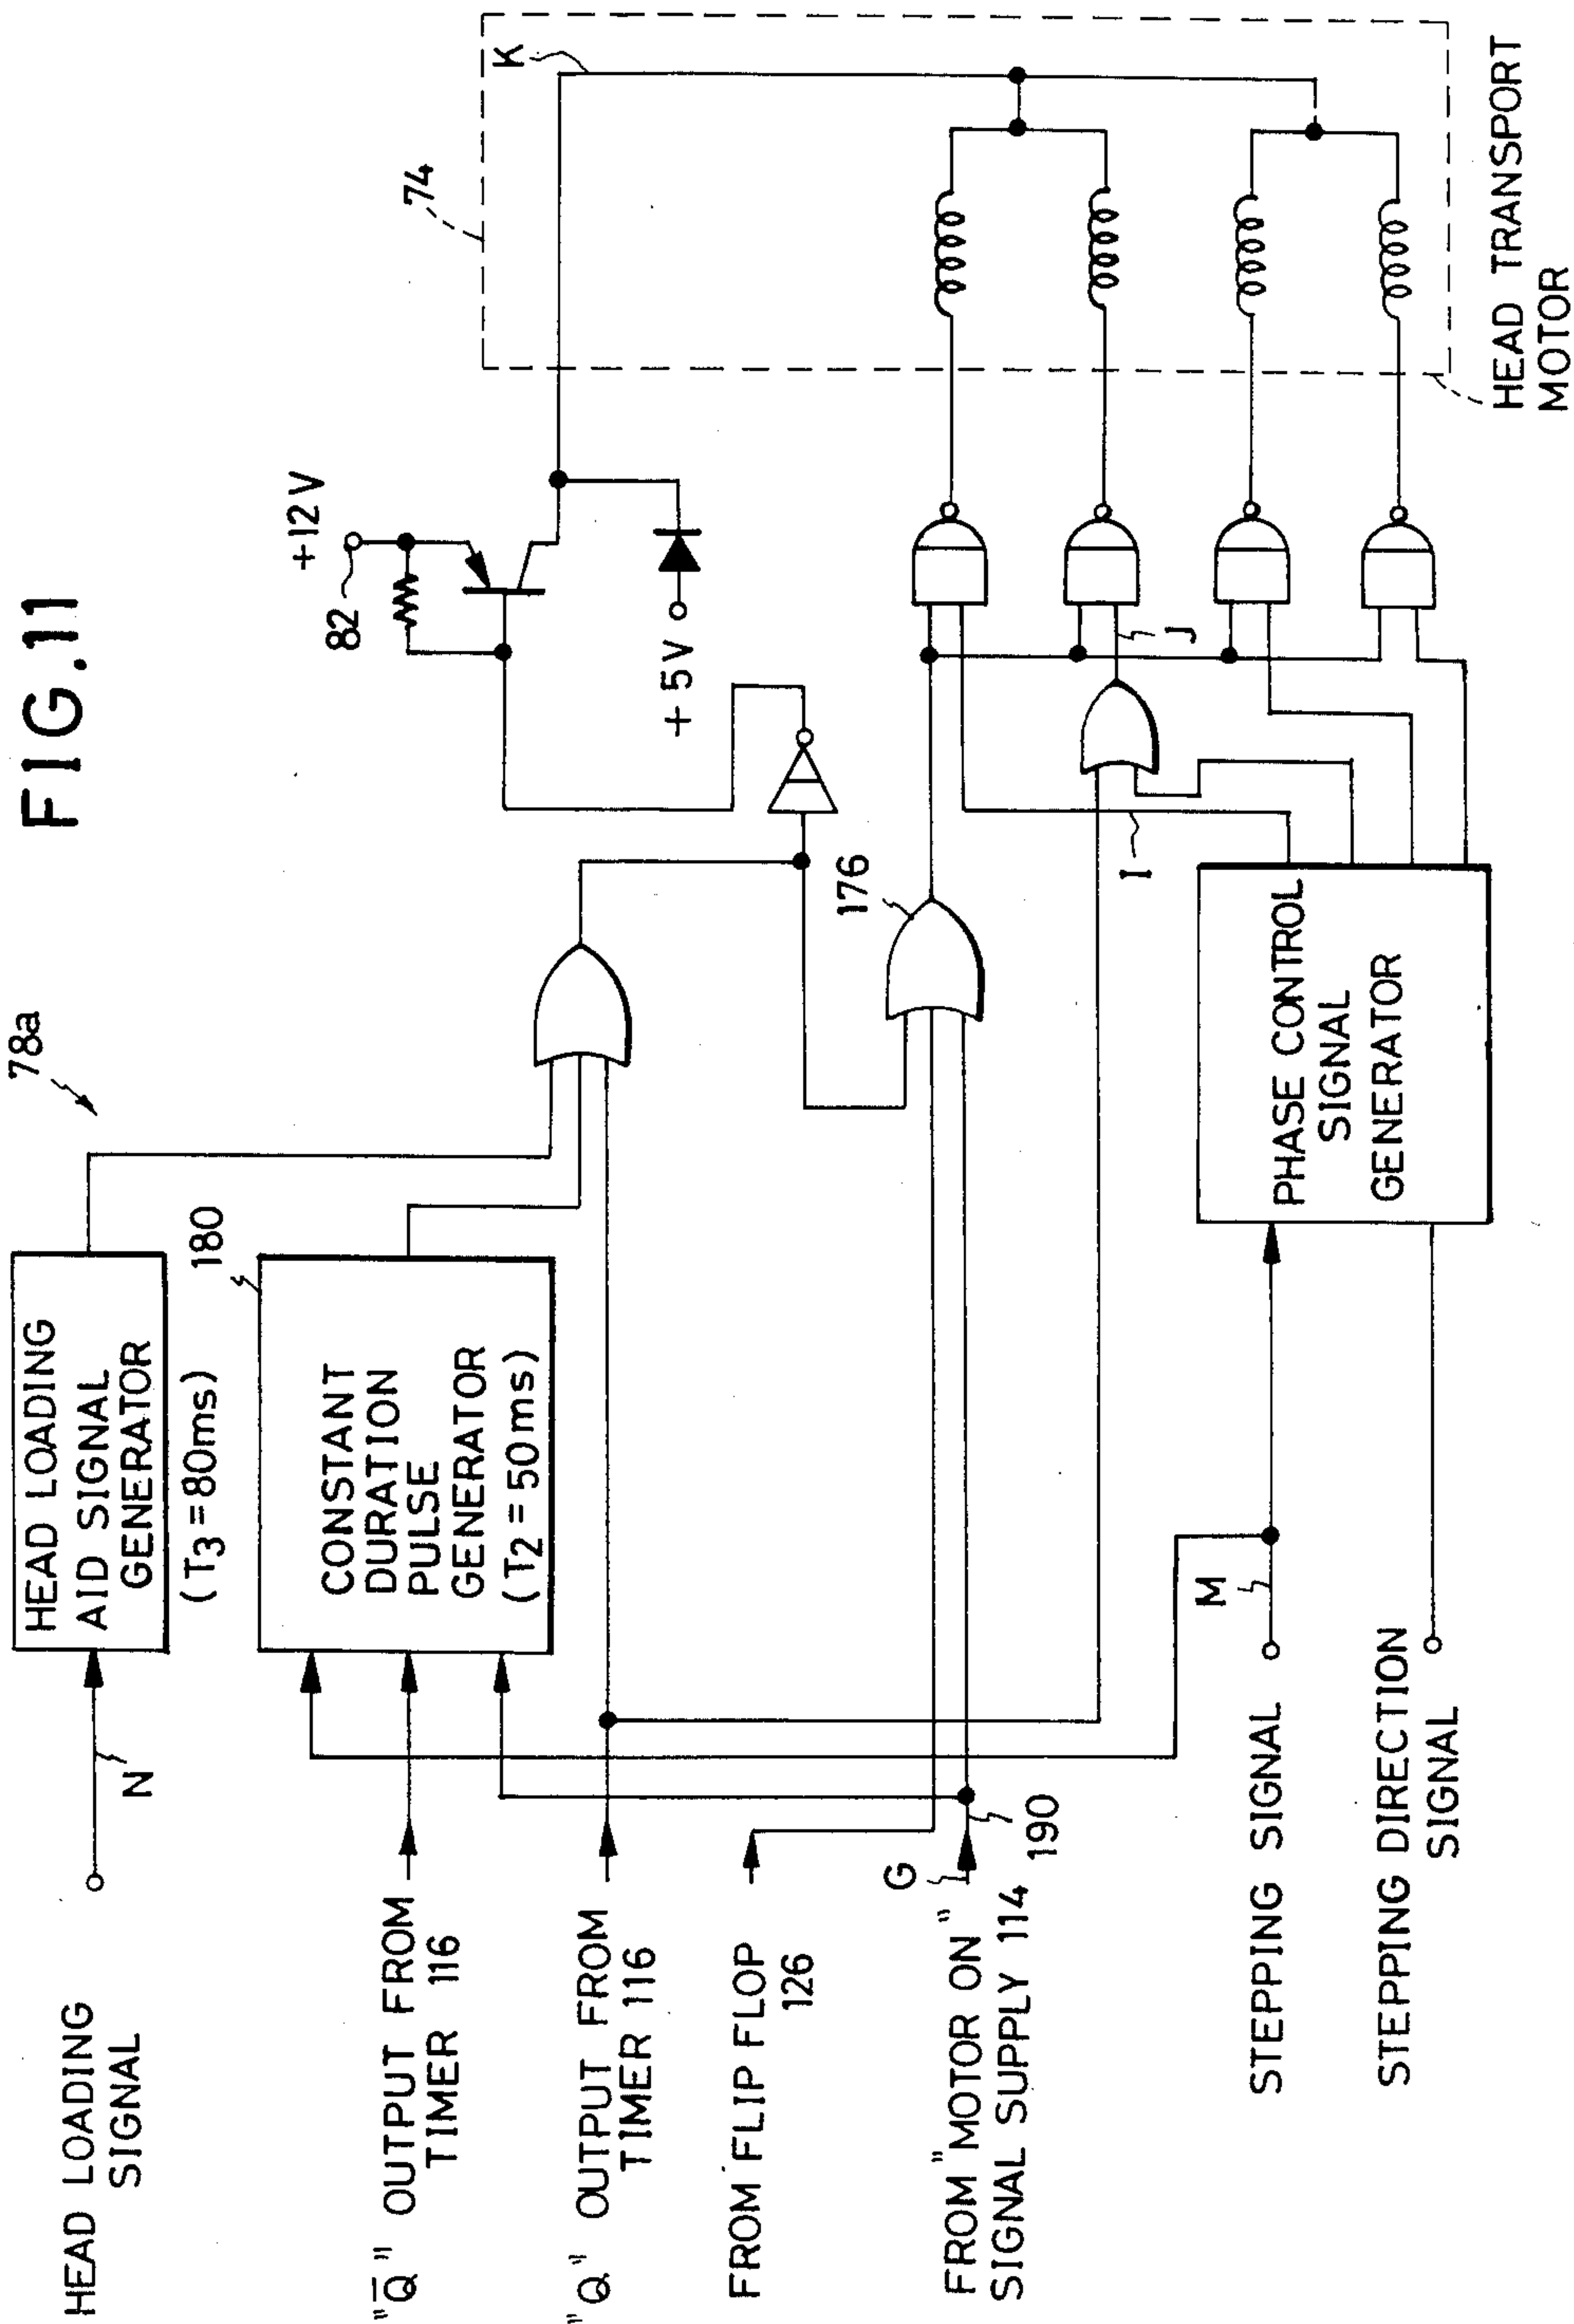 FIG.11
78a
HEAD LOADING
SIGNAL
N
HEAD LOADING
AID SIGNAL
GENERATOR
(T3 = 80ms)
180
CONSTANT
DURATION
PULSE
GENERATOR
(T2 = 50ms)
"Q̄" OUTPUT FROM
TIMER 116
"Q" OUTPUT FROM
TIMER 116
FROM FLIP FLOP
126
G
190
FROM "MOTOR ON"
SIGNAL SUPPLY 114
M
STEPPING SIGNAL
STEPPING DIRECTION
SIGNAL
PHASE CONTROL
SIGNAL
GENERATOR
176
I
J
82
+12V
+5V
74
K
HEAD TRANSPORT
MOTOR